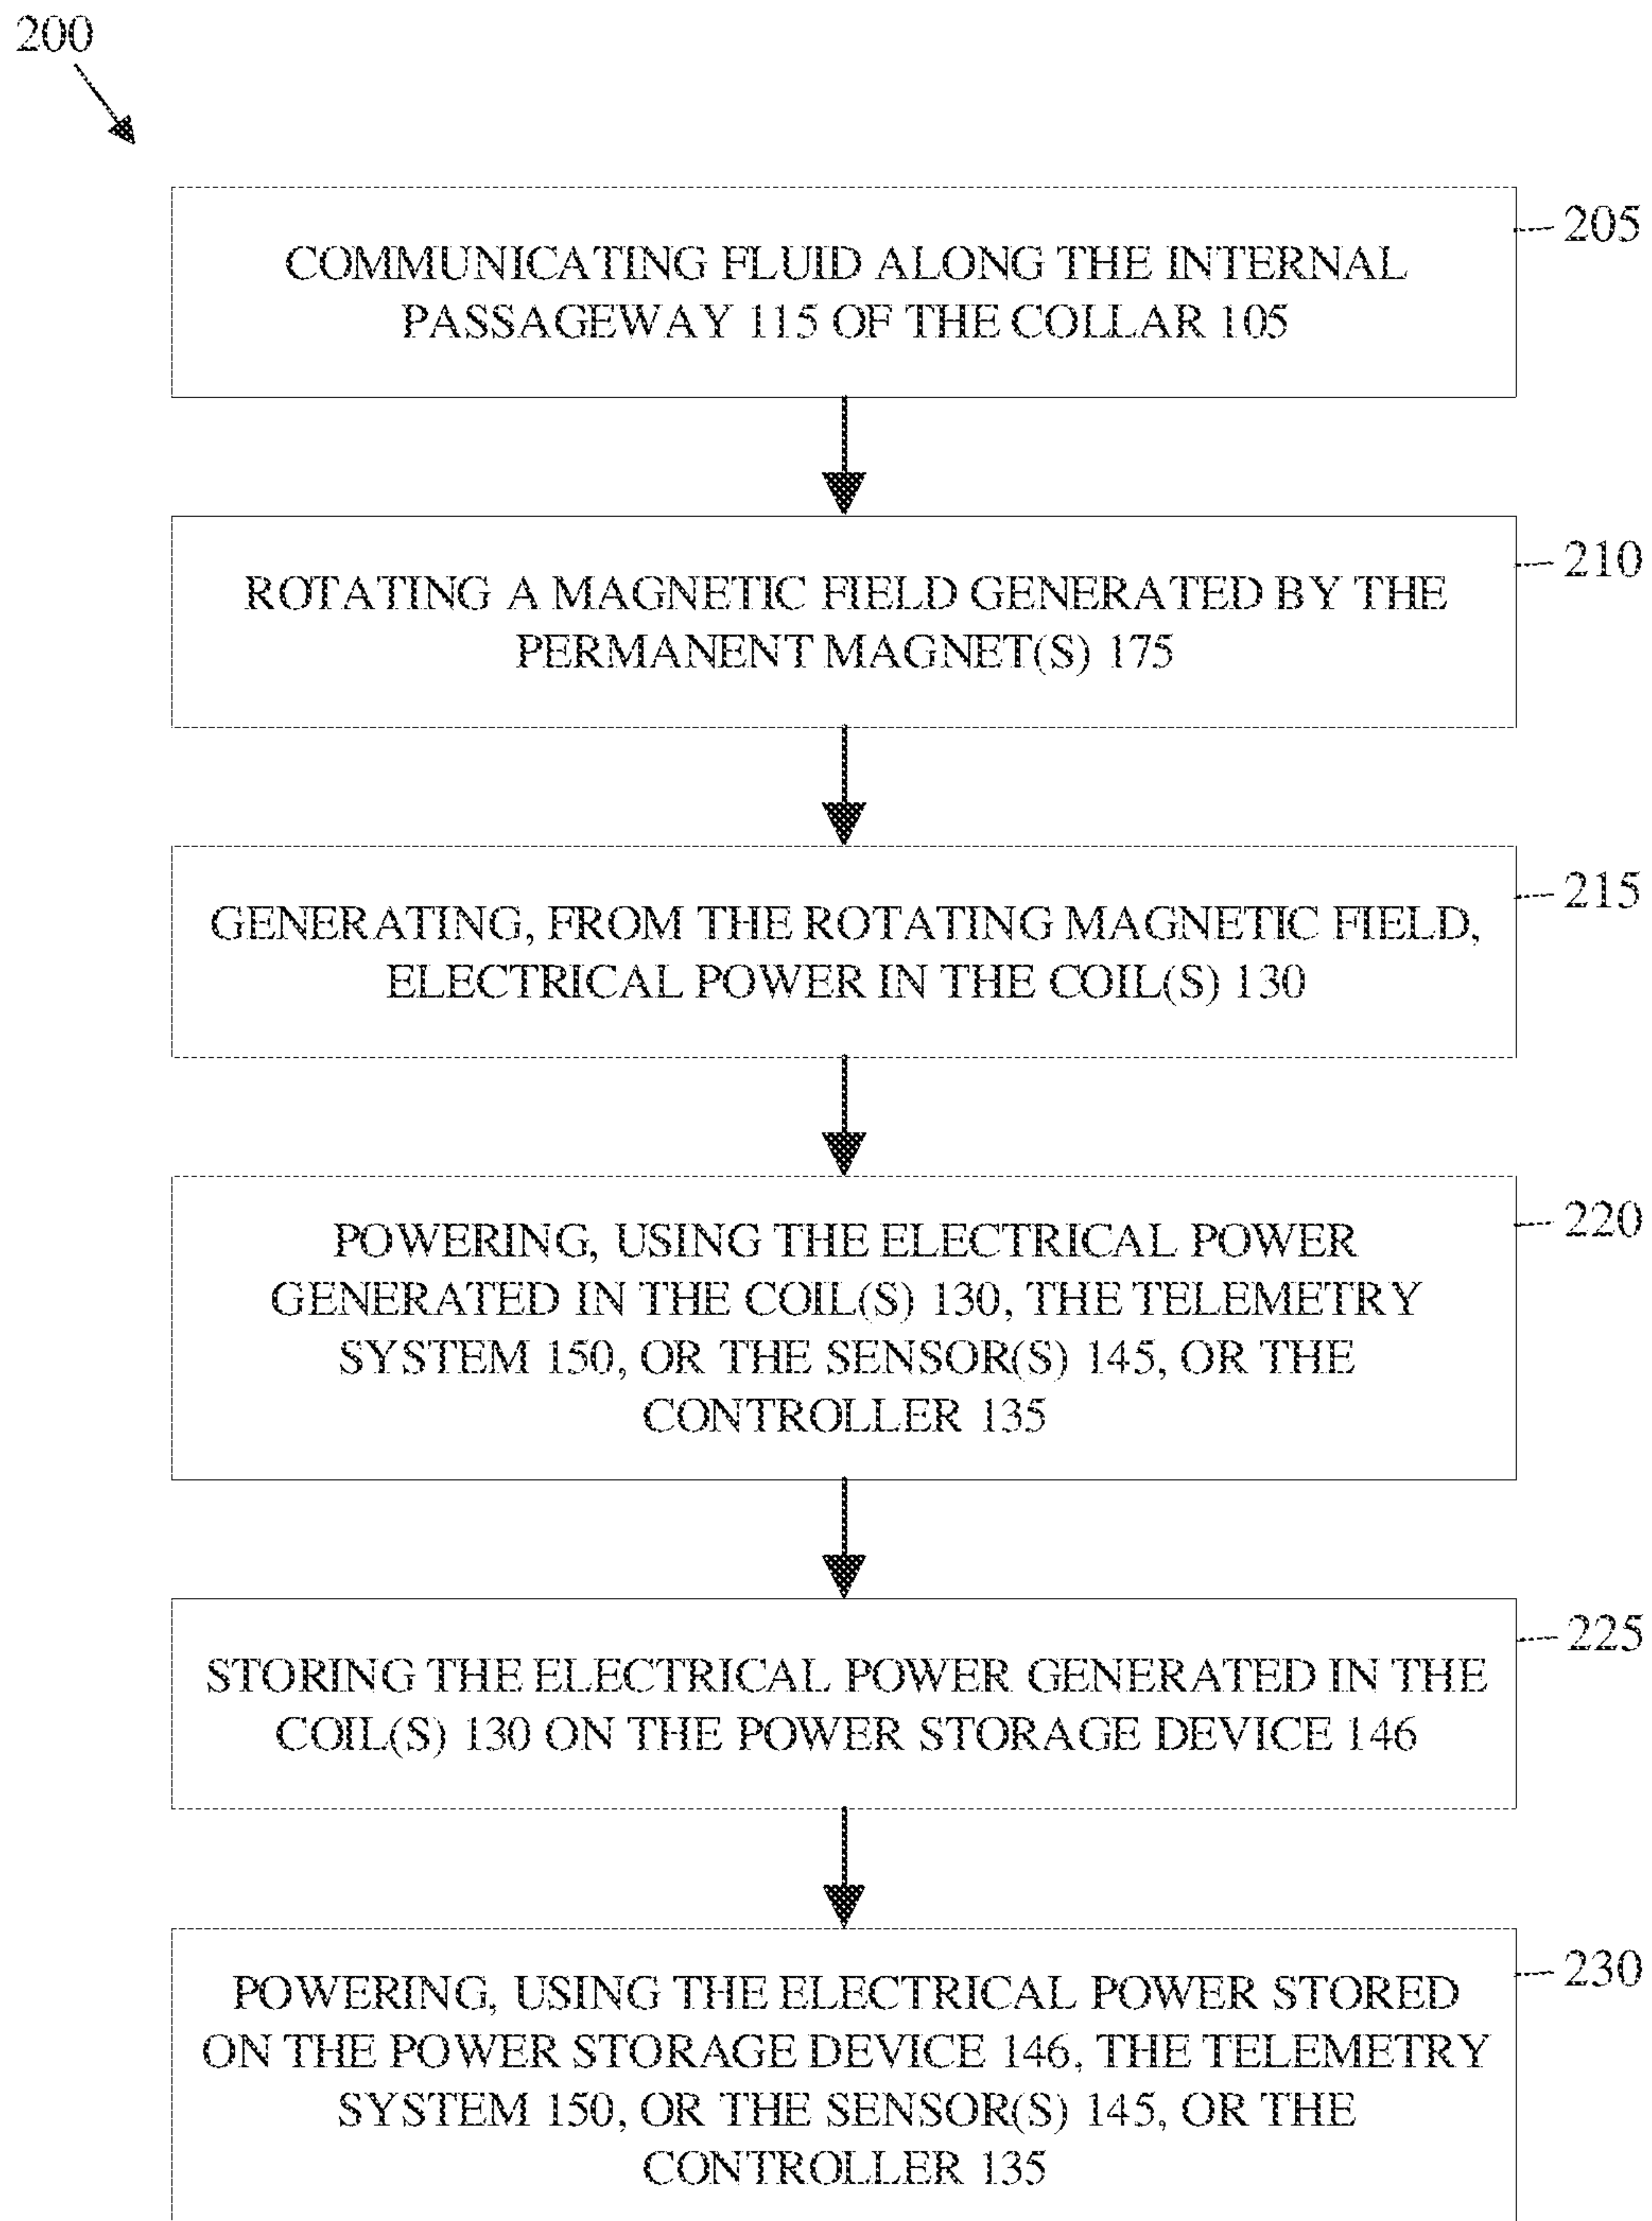 200
205
COMMUNICATING FLUID ALONG THE INTERNAL
PASSAGEWAY 115 OF THE COLLAR 105
210
ROTATING A MAGNETIC FIELD GENERATED BY THE
PERMANENT MAGNET(S) 175
215
GENERATING, FROM THE ROTATING MAGNETIC FIELD,
ELECTRICAL POWER IN THE COIL(S) 130
220
POWERING, USING THE ELECTRICAL POWER
GENERATED IN THE COIL(S) 130, THE TELEMETRY
SYSTEM 150, OR THE SENSOR(S) 145, OR THE
CONTROLLER 135
225
STORING THE ELECTRICAL POWER GENERATED IN THE
COIL(S) 130 ON THE POWER STORAGE DEVICE 146
230
POWERING, USING THE ELECTRICAL POWER STORED
ON THE POWER STORAGE DEVICE 146, THE TELEMETRY
SYSTEM 150, OR THE SENSOR(S) 145, OR THE
CONTROLLER 135